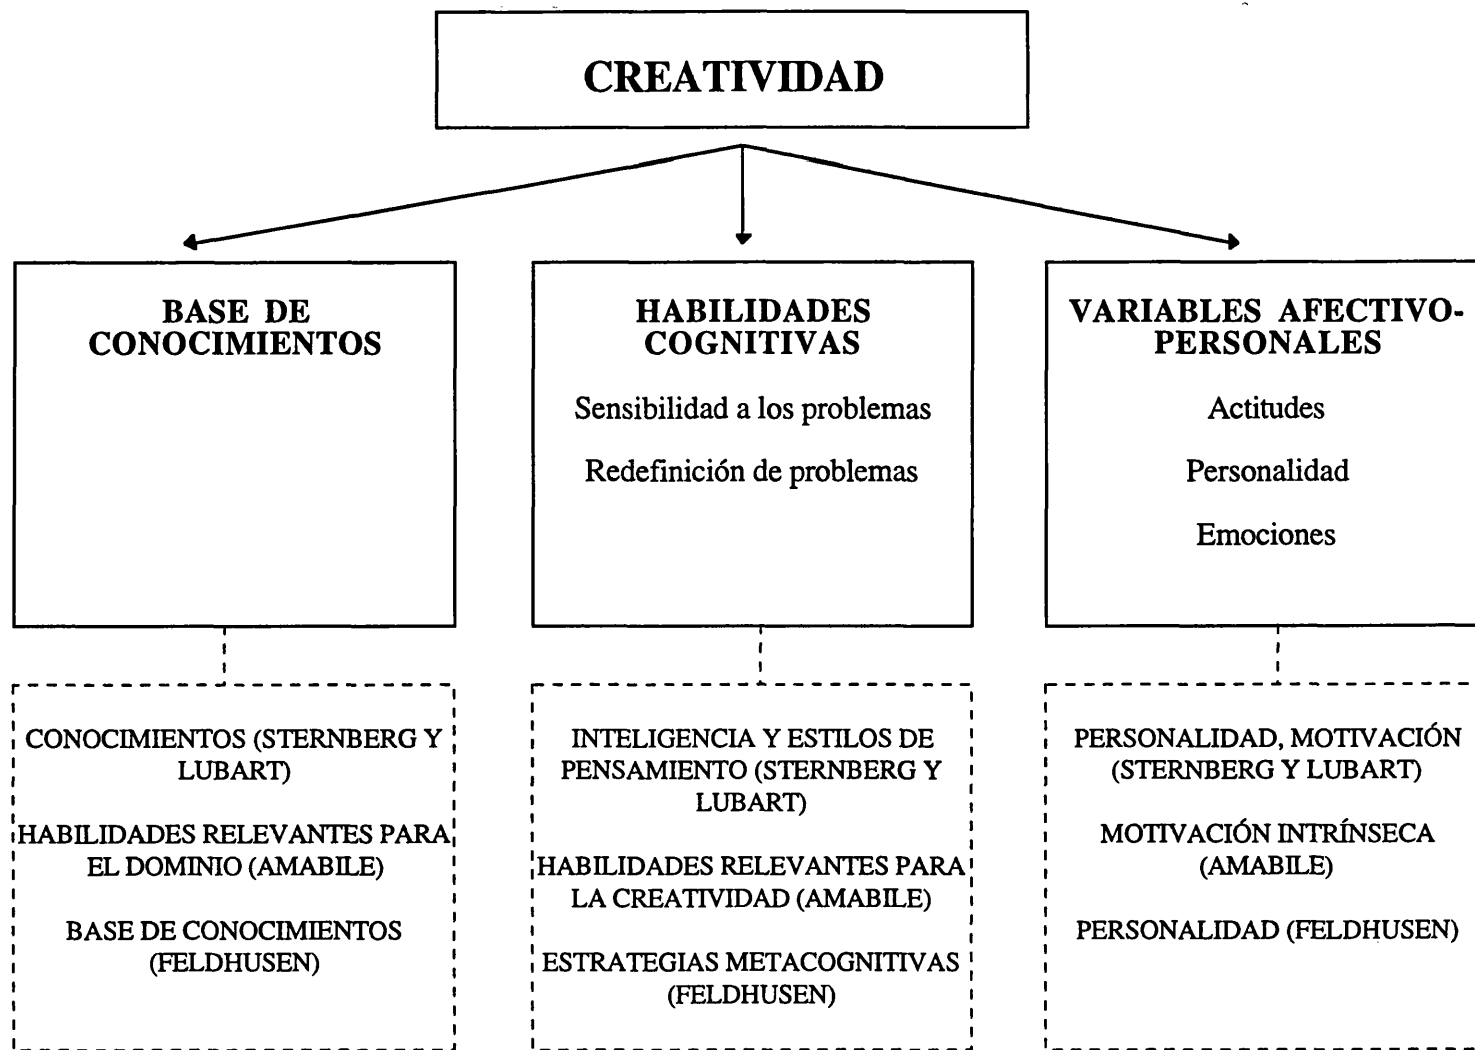 CREATIVIDAD
BASE DE
CONOCIMIENTOS
HABILIDADES
COGNITIVAS
Sensibilidad a los problemas
Redefinición de problemas
VARIABLES AFECTIVO-
PERSONALES
Actitudes
Personalidad
Emociones
CONOCIMIENTOS (STERNBERG Y
LUBART)
HABILIDADES RELEVANTES PARA
EL DOMINIO (AMABILE)
BASE DE CONOCIMIENTOS
(FELDHUSEN)
INTELIGENCIA Y ESTILOS DE
PENSAMIENTO (STERNBERG Y
LUBART)
HABILIDADES RELEVANTES PARA
LA CREATIVIDAD (AMABILE)
ESTRATEGIAS METACOGNITIVAS
(FELDHUSEN)
PERSONALIDAD, MOTIVACIÓN
(STERNBERG Y LUBART)
MOTIVACIÓN INTRÍNSECA
(AMABILE)
PERSONALIDAD (FELDHUSEN)